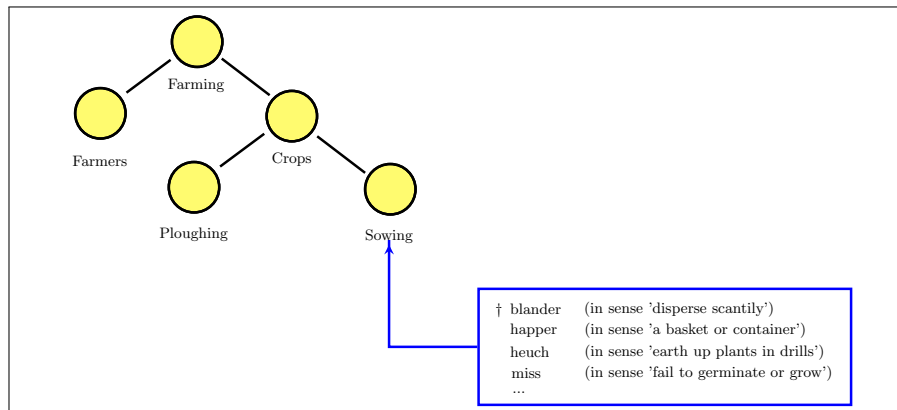 Farming
Farmers
Crops
Ploughing
Sowing
† blander (in sense 'disperse scantily')
happer (in sense 'a basket or container')
heuch (in sense 'earth up plants in drills')
miss (in sense 'fail to germinate or grow')
...